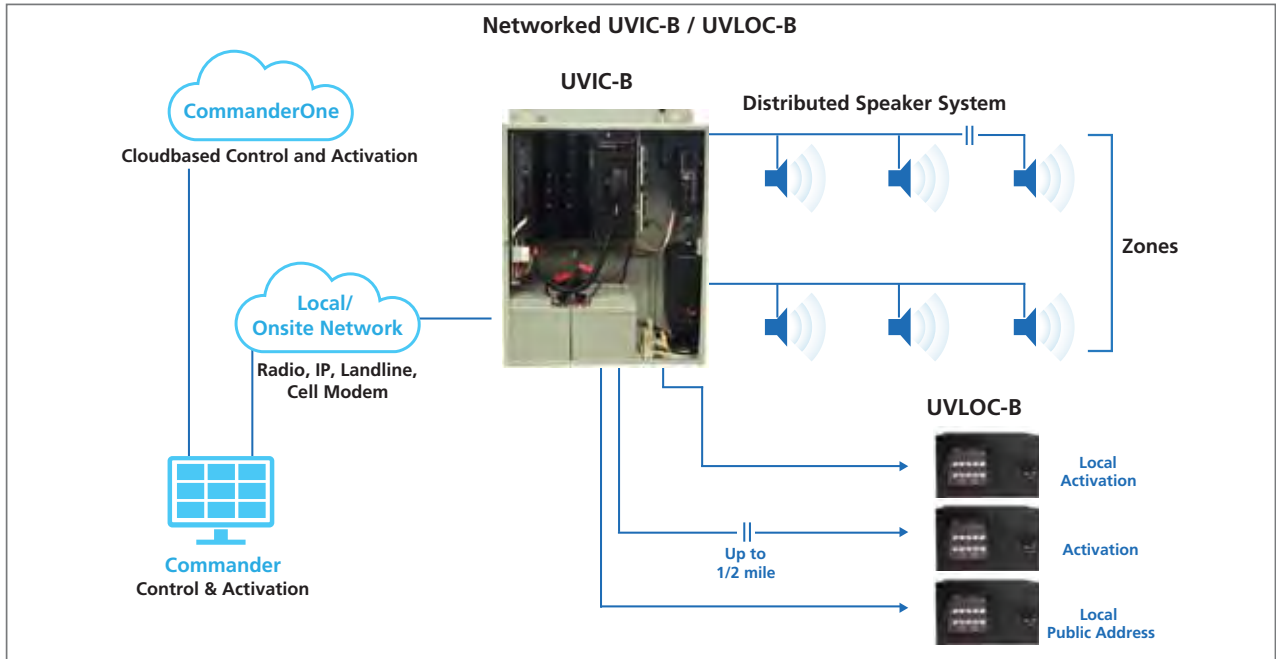 Networked UVIC-B / UVLOC-B
CommanderOne
Cloudbased Control and Activation
UVIC-B
Distributed Speaker System
Zones
Local/
Onsite Network
Radio, IP, Landline,
Cell Modem
Commander
Control & Activation
UVLOC-B
Local
Activation
Up to
1/2 mile
Activation
Local
Public Address